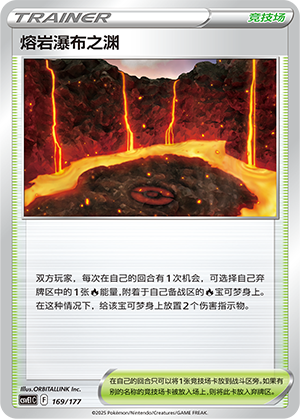 TRAINER 竞技场
熔岩瀑布之渊
双方玩家，每次在自己的回合有1次机会，可选择自己弃
牌区中的1张能量，附着于自己备战区的宝可梦身上。
在这种情况下，给该宝可梦身上放置2个伤害指示物。
Illus.ORBITALLINK Inc.
F 169/177
在自己的回合只可以将1张竞技场卡放到战斗区旁。如果有
别的名称的竞技场卡被放入场上，则将此卡放入弃牌区。
©2025 Pokémon/Nintendo/Creatures/GAME FREAK.